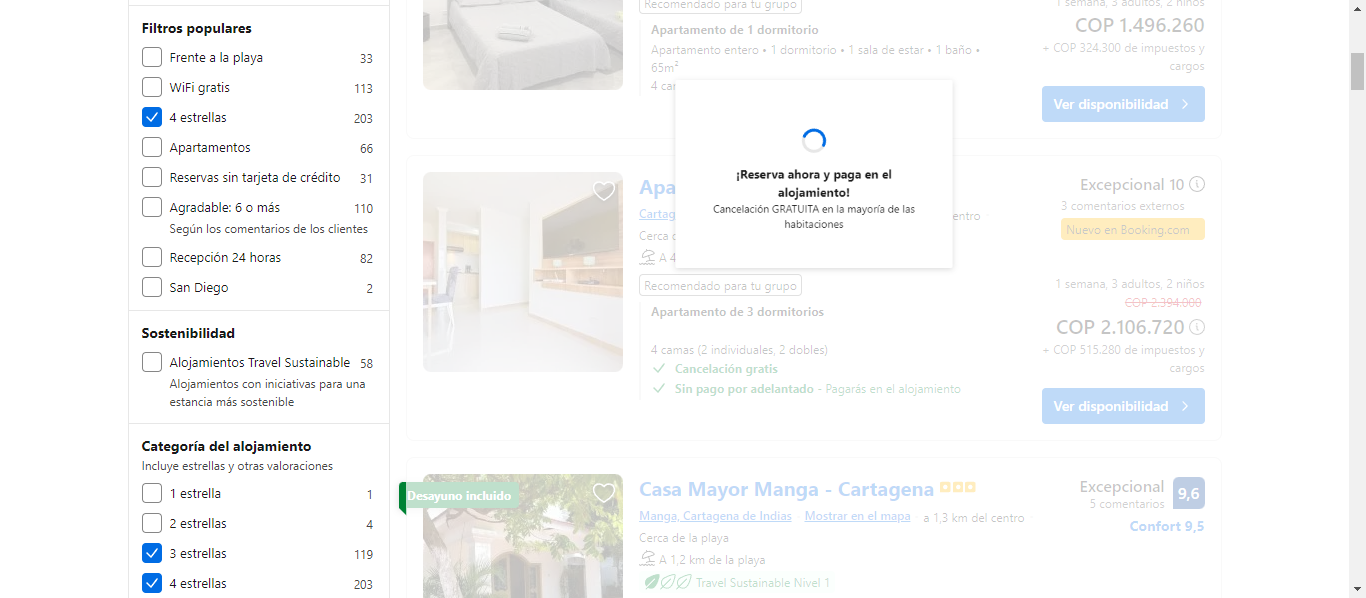 Filtros populares
Frente a la playa 33
WiFi gratis 113
4 estrellas 203
Apartamentos 66
Reservas sin tarjeta de crédito 31
Agradable: 6 o más 110
Según los comentarios de los clientes
Recepción 24 horas 82
San Diego 2
Sostenibilidad
Alojamientos Travel Sustainable 58
Alojamientos con iniciativas para una
estancia más sostenible
Categoría del alojamiento
Incluye estrellas y otras valoraciones
1 estrella 1
2 estrellas 4
3 estrellas 119
4 estrellas 203
Recomendado para tu grupo
Apartamento de 1 dormitorio
Apartamento entero • 1 dormitorio • 1 sala de estar • 1 baño •
65m²
4 car
1 semana, 3 adultos, 2 niños
COP 1.496.260
+ COP 324.300 de impuestos y
cargos
Ver disponibilidad
¡Reserva ahora y paga en el
alojamiento!
Cancelación GRATUITA en la mayoría de las
habitaciones
Apa
Cartag
centro
Cerca
A 4
Recomendado para tu grupo
Apartamento de 3 dormitorios
4 camas (2 individuales, 2 dobles)
Cancelación gratis
Sin pago por adelantado - Pagarás en el alojamiento
Excepcional 10
3 comentarios externos
Nuevo en Booking.com
1 semana, 3 adultos, 2 niños
COP 2.394.000
COP 2.106.720
+ COP 515.280 de impuestos y
cargos
Ver disponibilidad
Desayuno incluido
Casa Mayor Manga - Cartagena
Manga, Cartagena de Indias Mostrar en el mapa a 1,3 km del centro
Cerca de la playa
A 1,2 km de la playa
Travel Sustainable Nivel 1
Excepcional 9,6
5 comentarios
Confort 9,5